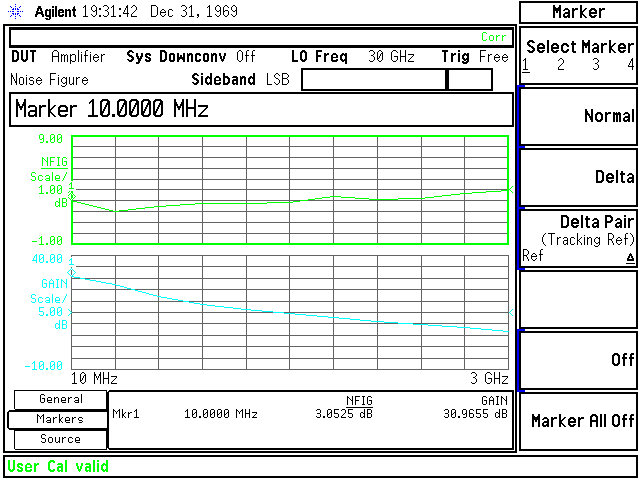 Agilent 19:31:42 Dec 31, 1969
Marker
Corr
DUT Amplifier Sys Downconv Off LO Freq 30 GHz Trig Free
Noise Figure Sideband LSB
Marker 10.0000 MHz
Select Marker
1 2 3 4
Normal
Delta
Delta Pair
(Tracking Ref)
Ref Δ
Off
Marker All Off
9.00
NFIG
Scale/
1.00
dB
-1.00
40.00
GAIN
Scale/
5.00
dB
-10.00
10 MHz 3 GHz
General
Markers
Source
NFIG GAIN
Mkr1 10.0000 MHz 3.0525 dB 30.9655 dB
User Cal valid